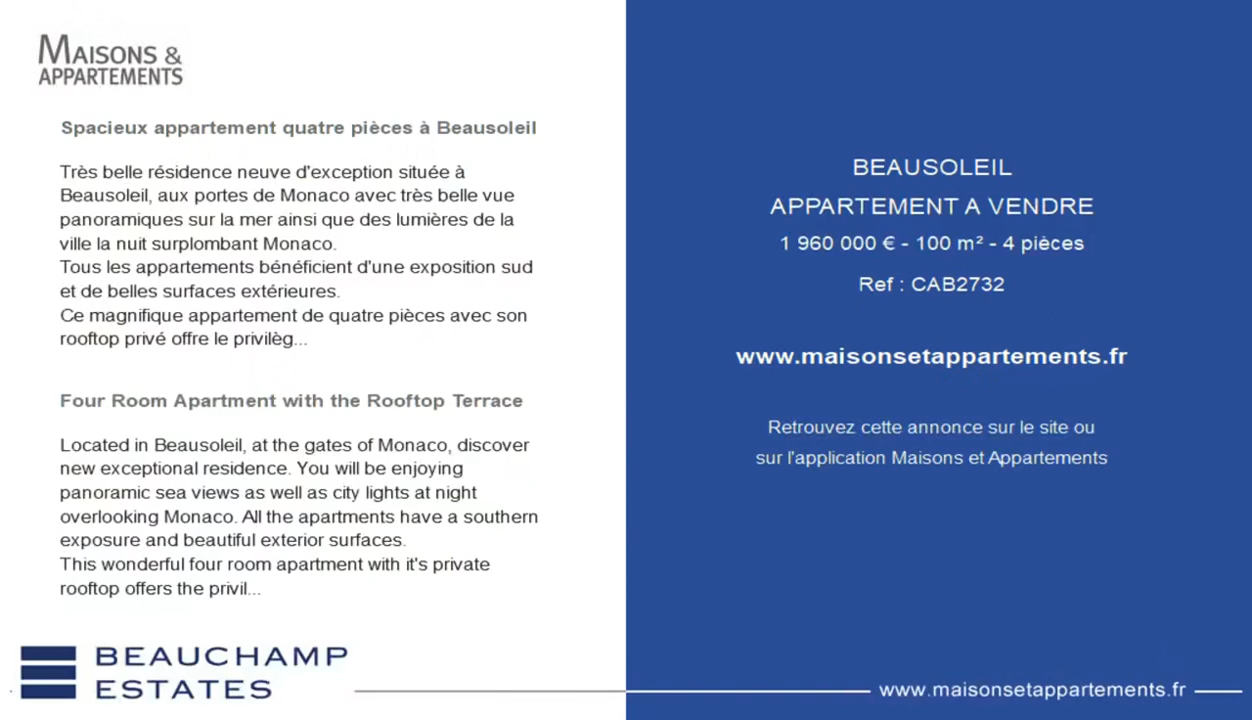 MAISONS &
APPARTEMENTS
Spacieux appartement quatre pièces à Beausoleil
Très belle résidence neuve d'exception située à
Beausoleil, aux portes de Monaco avec très belle vue
panoramiques sur la mer ainsi que des lumières de la
ville la nuit surplombant Monaco.
Tous les appartements bénéficient d'une exposition sud
et de belles surfaces extérieures.
Ce magnifique appartement de quatre pièces avec son
rooftop privé offre le privilèg...
Four Room Apartment with the Rooftop Terrace
Located in Beausoleil, at the gates of Monaco, discover
new exceptional residence. You will be enjoying
panoramic sea views as well as city lights at night
overlooking Monaco. All the apartments have a southern
exposure and beautiful exterior surfaces.
This wonderful four room apartment with it's private
rooftop offers the privil...
BEAUCHAMP
ESTATES
BEAUSOLEIL
APPARTEMENT A VENDRE
1 960 000 € - 100 m² - 4 pièces
Ref : CAB2732
www.maisonsetappartements.fr
Retrouvez cette annonce sur le site ou
sur l'application Maisons et Appartements
www.maisonsetappartements.fr